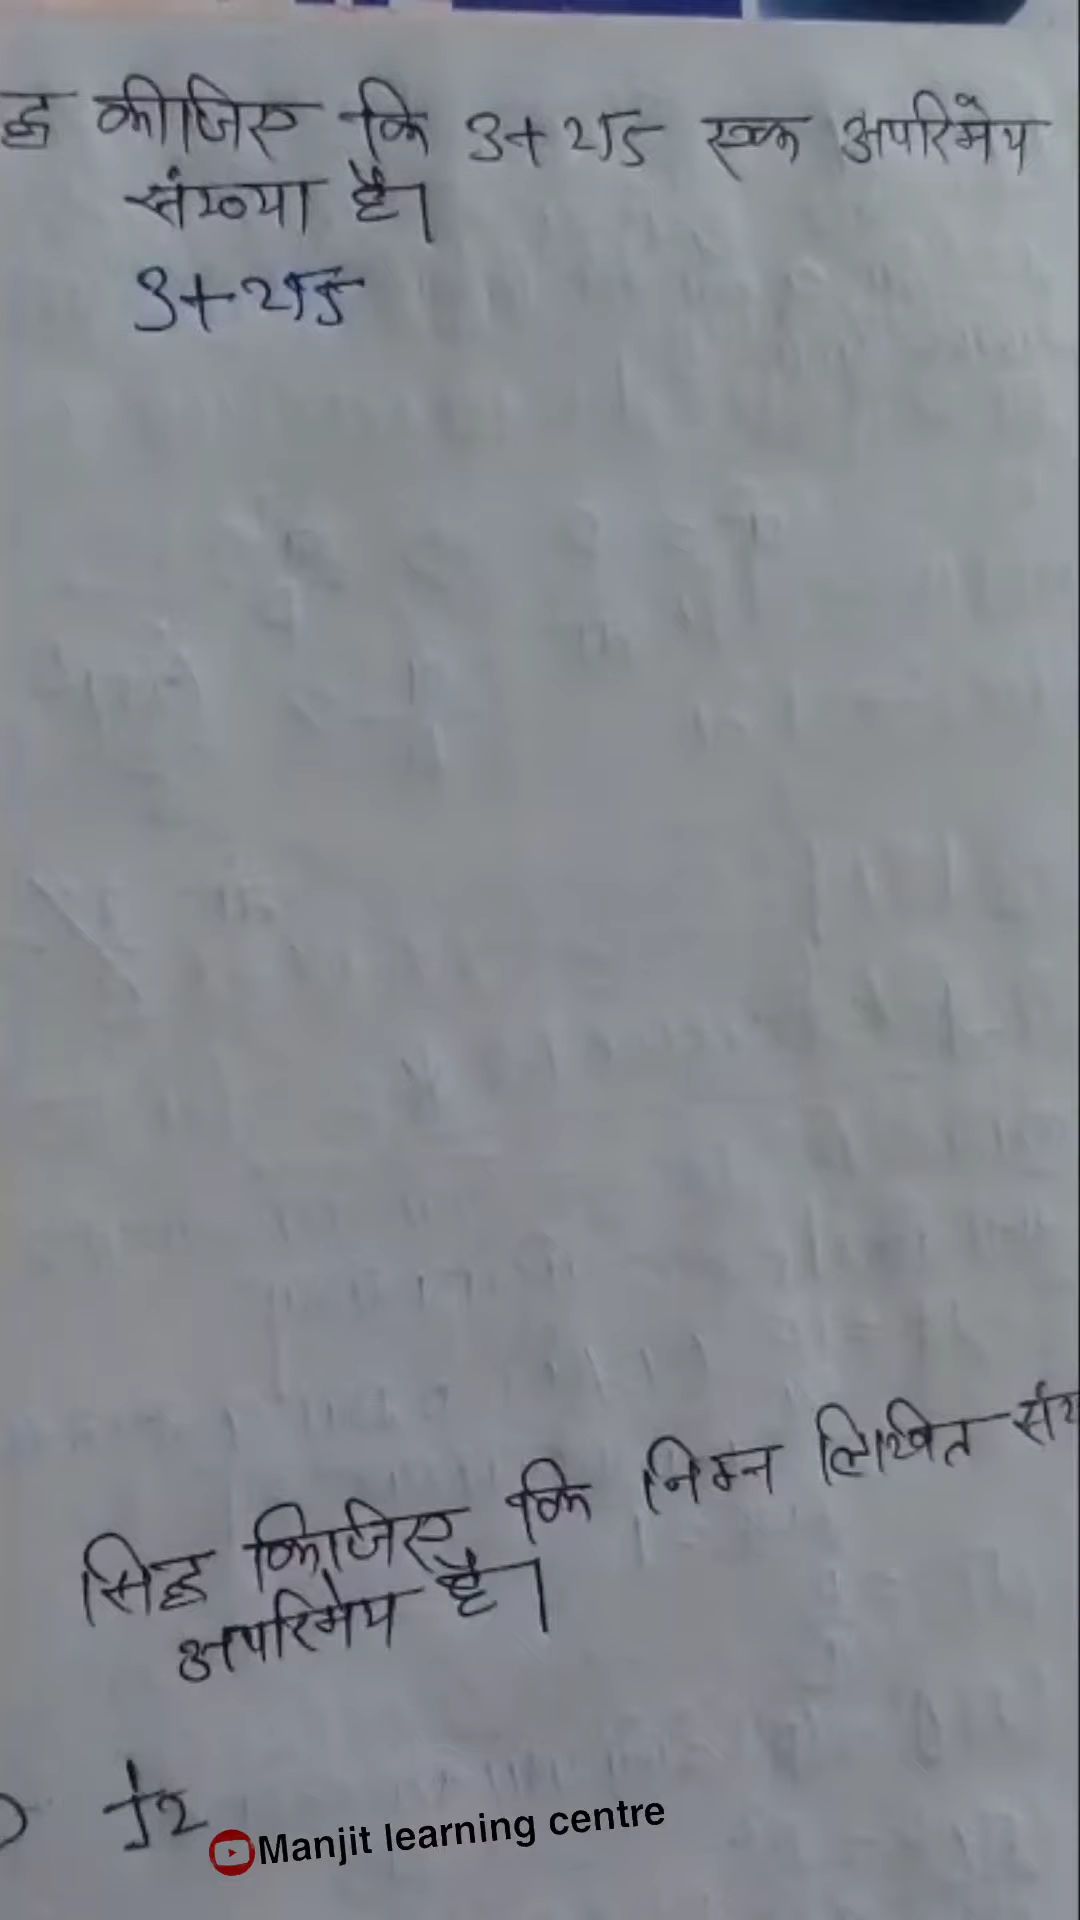 द्ध कीजिए कि 3+2√5 एक अपरिमेय
संख्या है।
3+2√5
सिद्ध किजिए कि निम्न लिखित संख
अपरिमेय है।
) 1/√2
Manjit learning centre